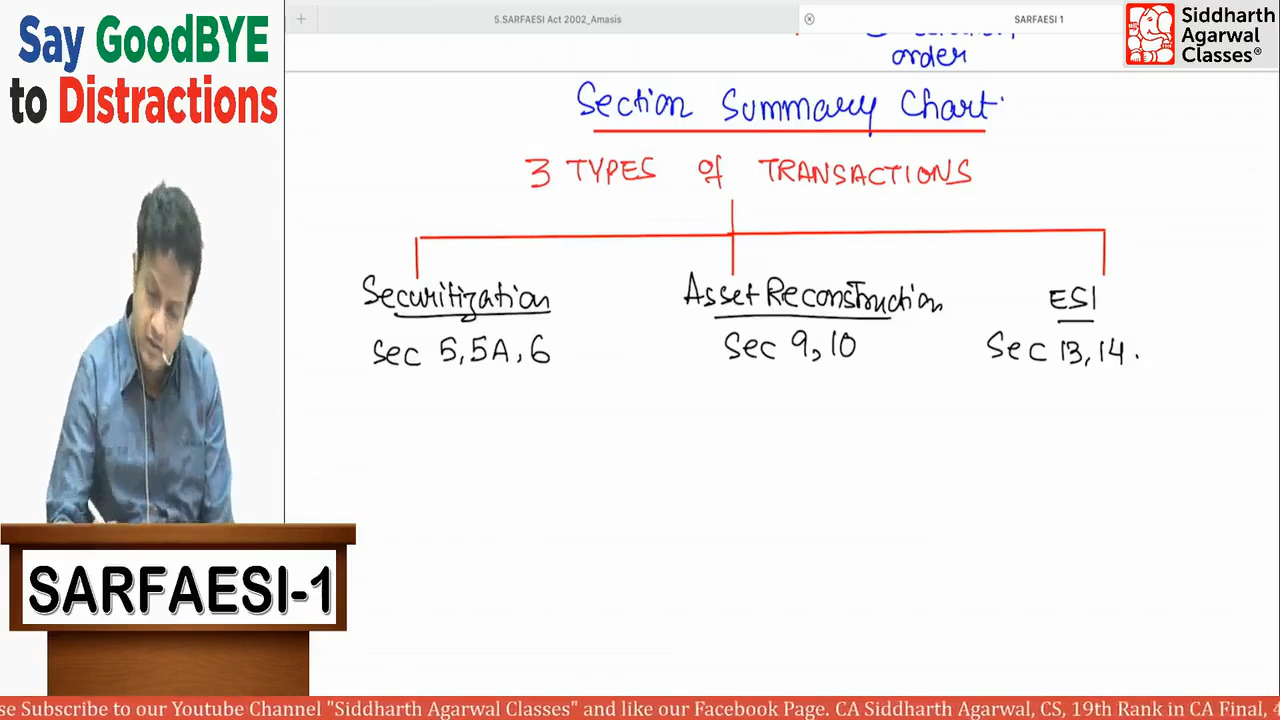 Say GoodBYE
to Distractions
5.SARFAESI Act 2002_Amasis
SARFAESI 1
Siddharth
Agarwal
Classes®
order
Section Summary Chart
3 TYPES of TRANSACTIONS
Securitization
Asset Reconstruction
ESI
Sec 5, 5A, 6
Sec 9, 10
Sec 13, 14.
SARFAESI-1
se Subscribe to our Youtube Channel "Siddharth Agarwal Classes" and like our Facebook Page. CA Siddharth Agarwal, CS, 19th Rank in CA Final, 4